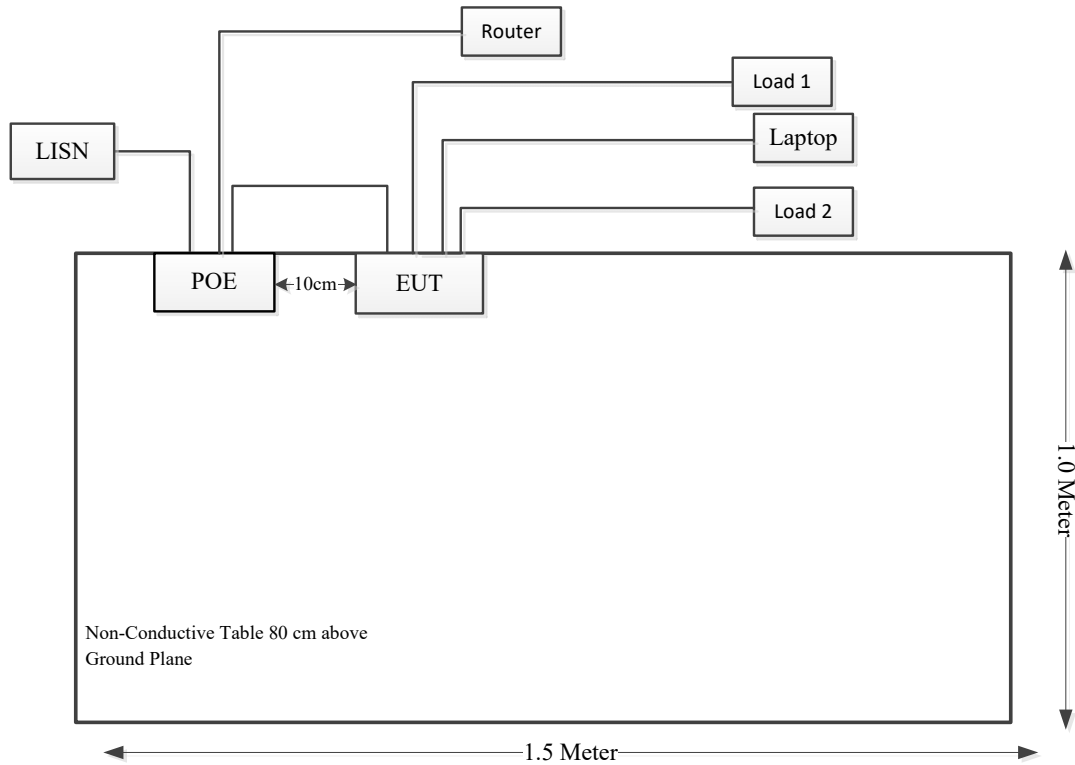 Router
Load 1
Laptop
LISN
Load 2
POE
10cm
EUT
1.0 Meter
Non-Conductive Table 80 cm above
Ground Plane
1.5 Meter